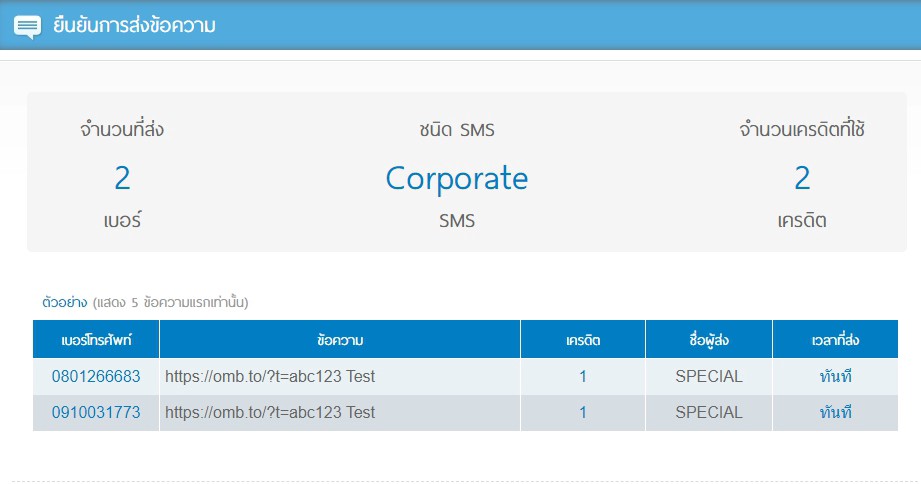 ยืนยันการส่งข้อความ
จำนวนที่ส่ง ชนิด SMS จำนวนเครดิตที่ใช้
2 Corporate 2
เบอร์ SMS เครดิต
ตัวอย่าง (แสดง 5 ข้อความแรกเท่านั้น)
เบอร์โทรศัพท์ ข้อความ เครดิต ชื่อผู้ส่ง เวลาที่ส่ง
0801266683 https://omb.to/?t=abc123 Test 1 SPECIAL ทันที
0910031773 https://omb.to/?t=abc123 Test 1 SPECIAL ทันที